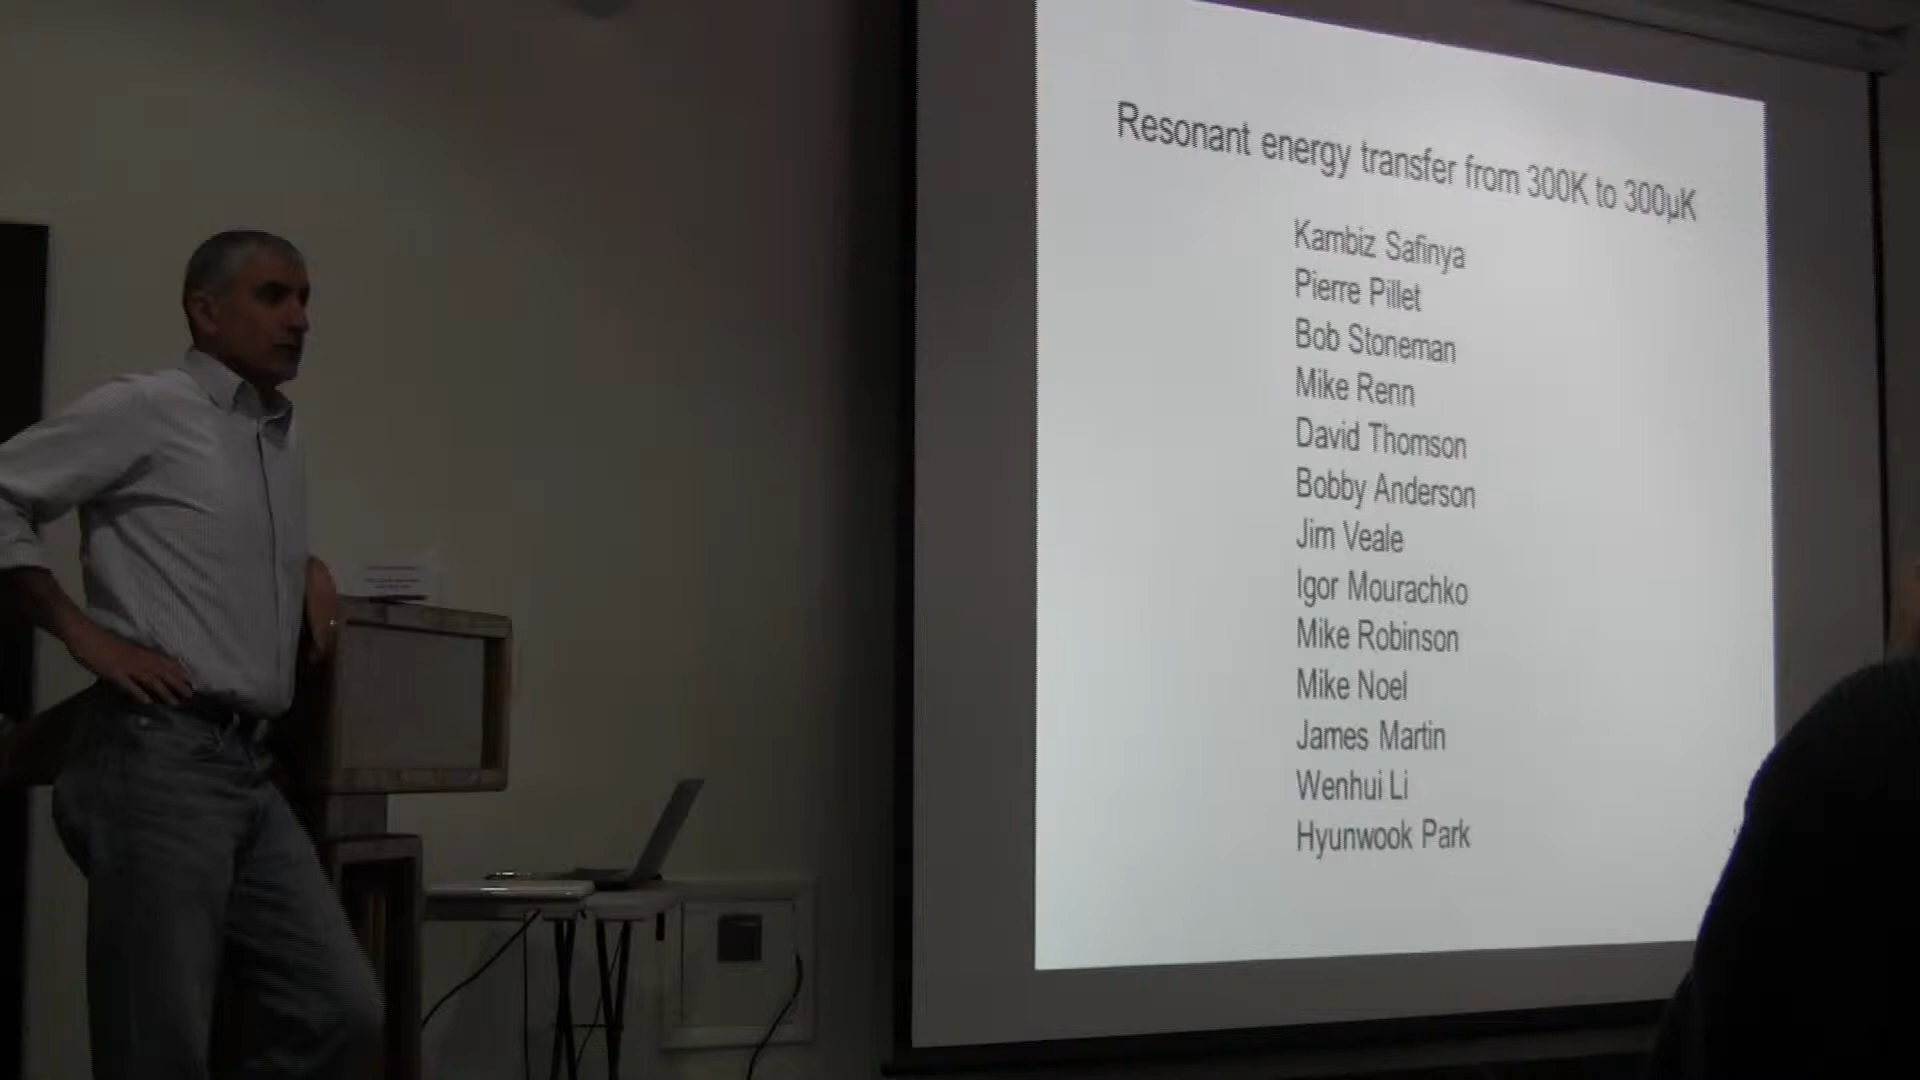 Resonant energy transfer from 300K to 300µK
Kambiz Safinya
Pierre Pillet
Bob Stoneman
Mike Renn
David Thomson
Bobby Anderson
Jim Veale
Igor Mourachko
Mike Robinson
Mike Noel
James Martin
Wenhui Li
Hyunwook Park